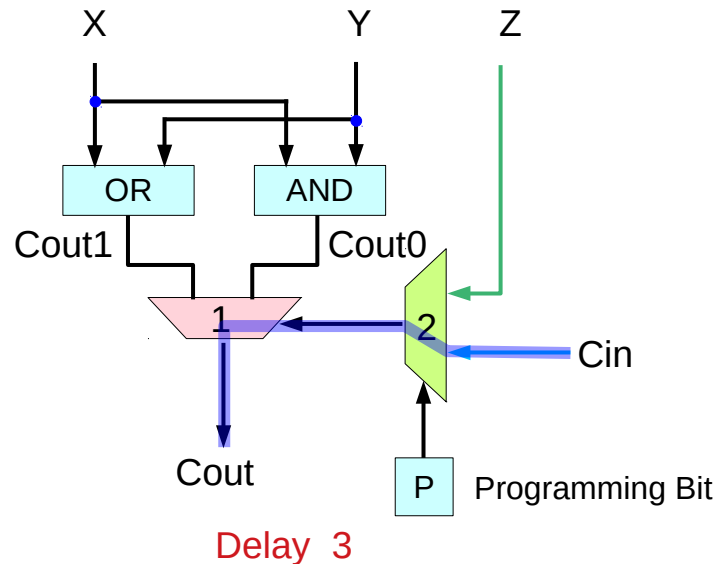 X Y Z
OR AND
Cout1 Cout0
1 2
Cin
Cout
P Programming Bit
Delay 3